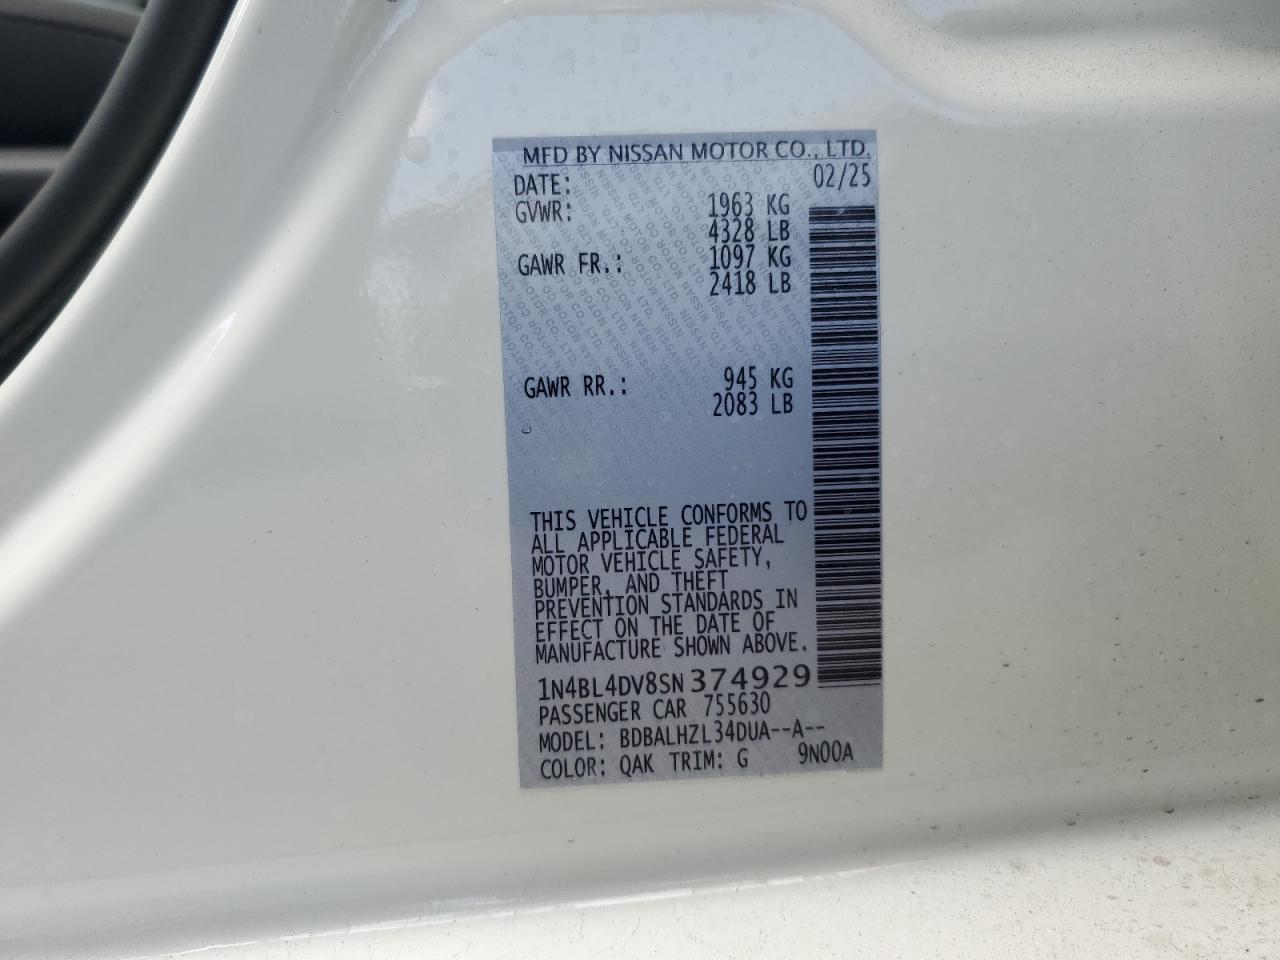 MFD BY NISSAN MOTOR CO., LTD.
DATE: 02/25
GVWR: 1963 KG
4328 LB
GAWR FR.: 1097 KG
2418 LB
GAWR RR.: 945 KG
2083 LB
THIS VEHICLE CONFORMS TO
ALL APPLICABLE FEDERAL
MOTOR VEHICLE SAFETY,
BUMPER, AND THEFT
PREVENTION STANDARDS IN
EFFECT ON THE DATE OF
MANUFACTURE SHOWN ABOVE.
1N4BL4DV8SN374929
PASSENGER CAR 755630
MODEL: BDBALHZL34DUA--A--
COLOR: QAK TRIM: G 9N00A